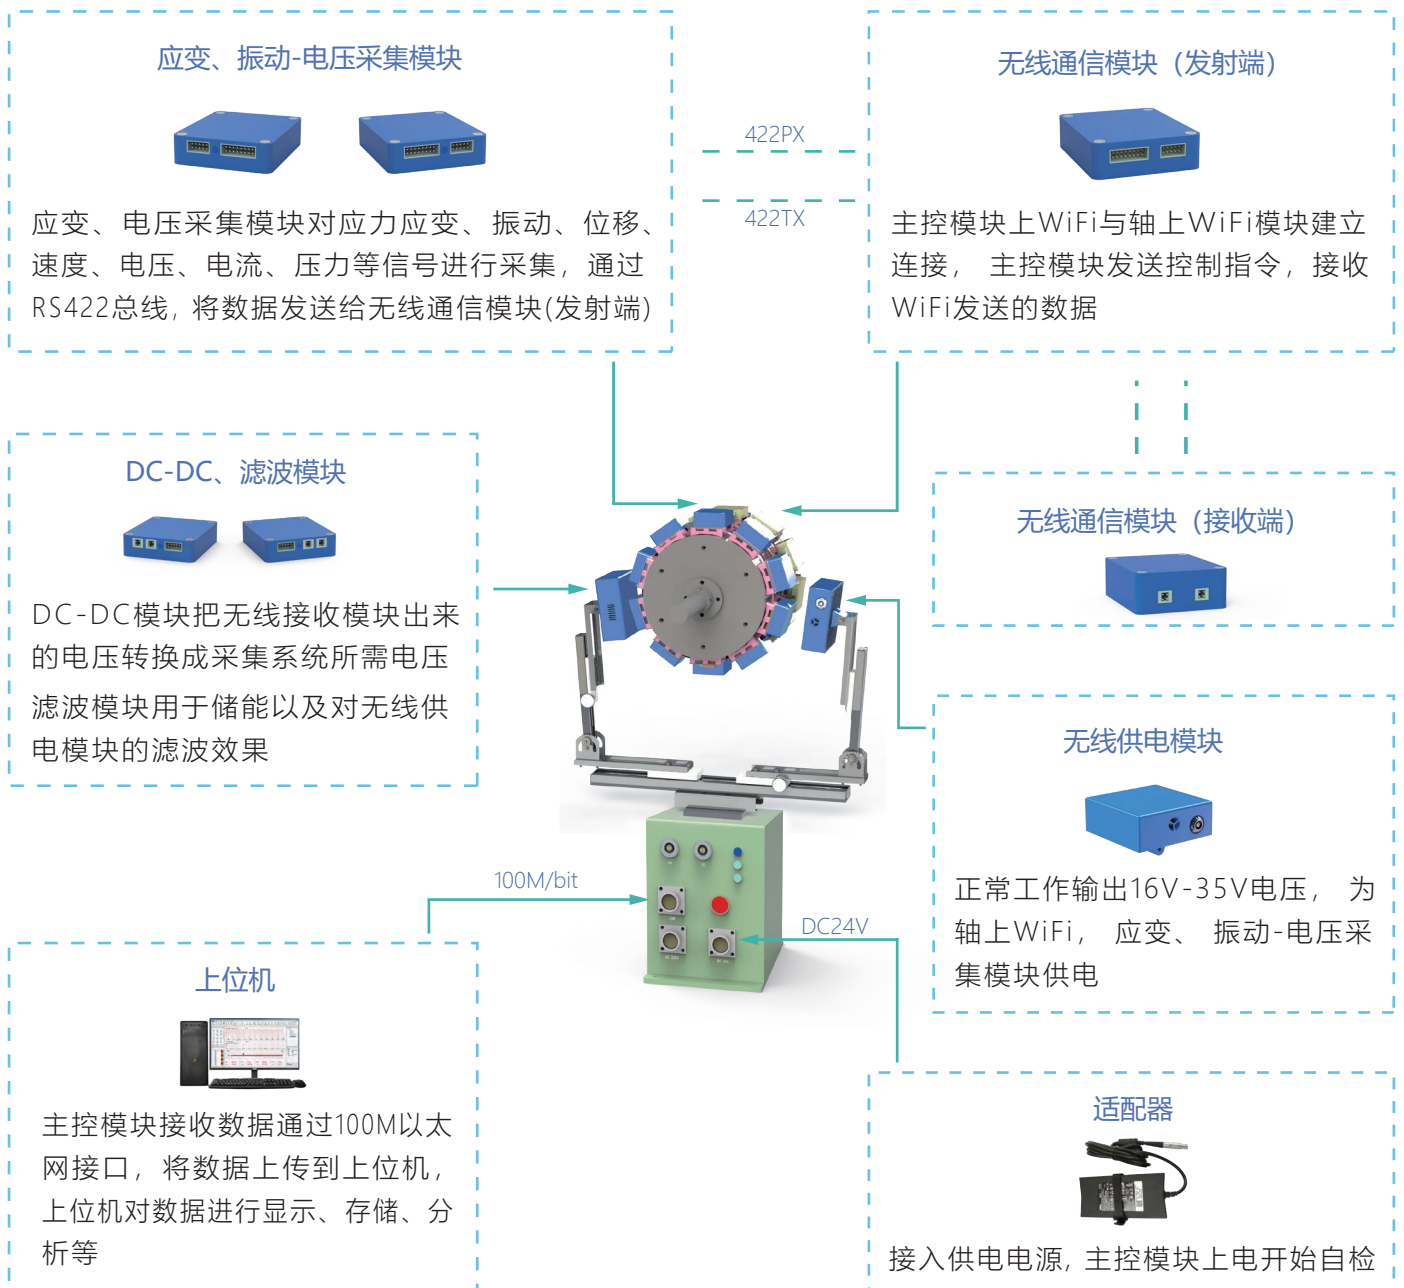 应变、振动-电压采集模块
应变、电压采集模块对应力应变、振动、位移、
速度、电压、电流、压力等信号进行采集，通过
RS422总线, 将数据发送给无线通信模块(发射端)
422PX
422TX
无线通信模块（发射端）
主控模块上WiFi与轴上WiFi模块建立
连接， 主控模块发送控制指令，接收
WiFi发送的数据
DC-DC、滤波模块
DC-DC模块把无线接收模块出来
的电压转换成采集系统所需电压
滤波模块用于储能以及对无线供
电模块的滤波效果
无线通信模块（接收端）
无线供电模块
正常工作输出16V-35V电压， 为
轴上WiFi， 应变、 振动-电压采
集模块供电
100M/bit
DC24V
上位机
主控模块接收数据通过100M以太
网接口，将数据上传到上位机，
上位机对数据进行显示、存储、分
析等
适配器
接入供电电源, 主控模块上电开始自检